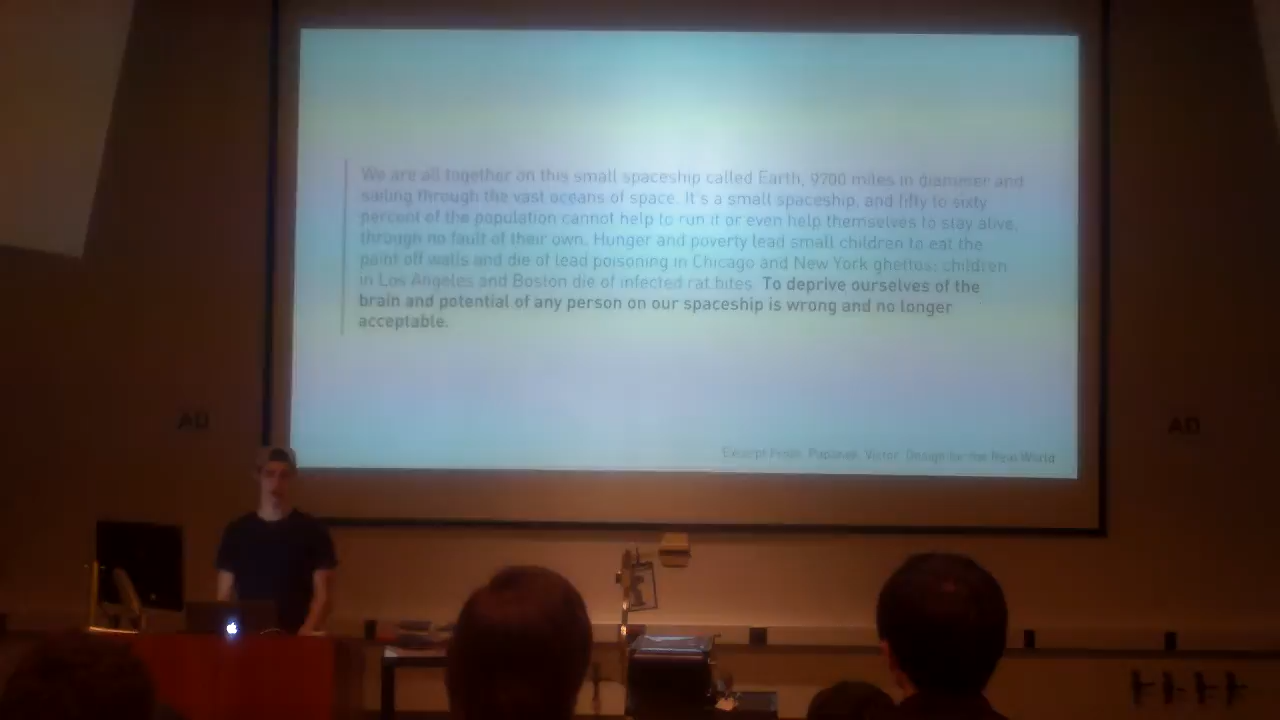 We are all together on this small spaceship called Earth, 9700 miles in diameter and
sailing through the vast oceans of space. It's a small spaceship, and fifty to sixty
percent of the population cannot help to run it or even help themselves to stay alive,
through no fault of their own. Hunger and poverty lead small children to eat the
paint off walls and die of lead poisoning in Chicago and New York ghettos; children
in Los Angeles and Boston die of infected rat bites. To deprive ourselves of the
brain and potential of any person on our spaceship is wrong and no longer
acceptable.
Excerpt From: Papanek, Victor. Design for the Real World
AD
AD